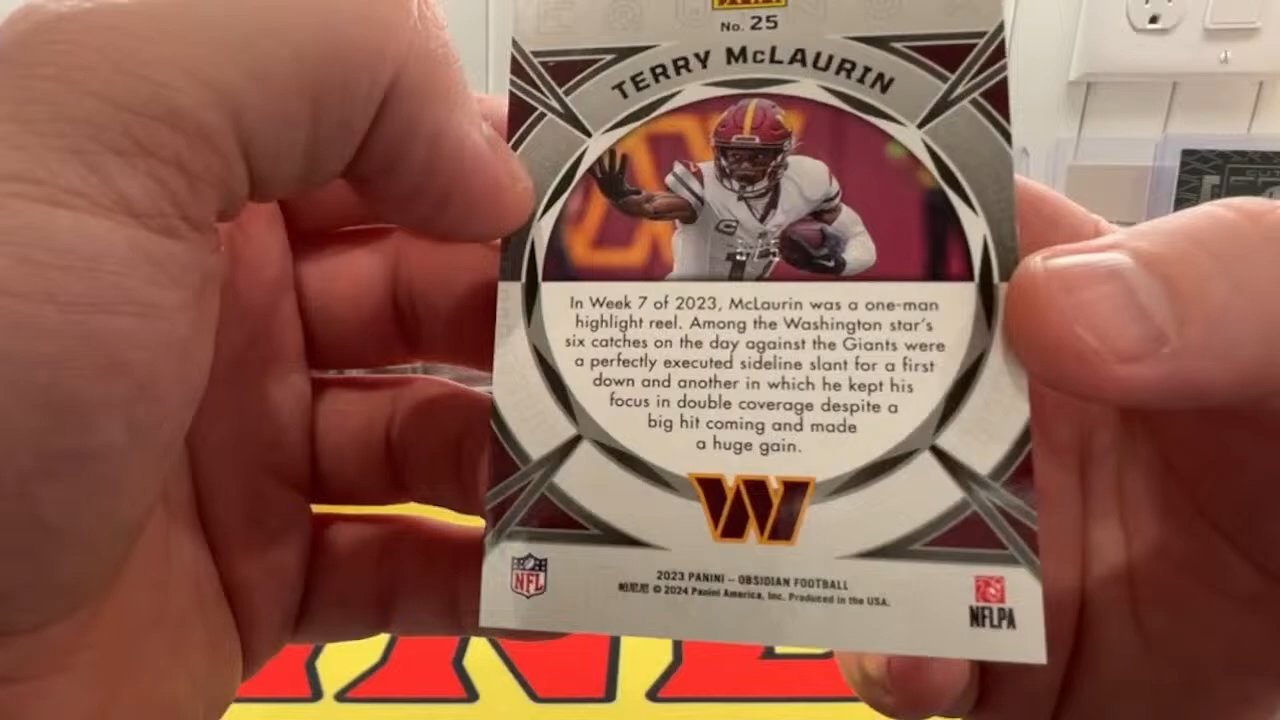 No. 25
TERRY McLAURIN
In Week 7 of 2023, McLaurin was a one-man
highlight reel. Among the Washington star's
six catches on the day against the Giants were
a perfectly executed sideline slant for a first
down and another in which he kept his
focus in double coverage despite a
big hit coming and made
a huge gain.
W
NFL
2023 PANINI – OBSIDIAN FOOTBALL
帕尼尼 © 2024 Panini America, Inc. Produced in the USA.
NFLPA